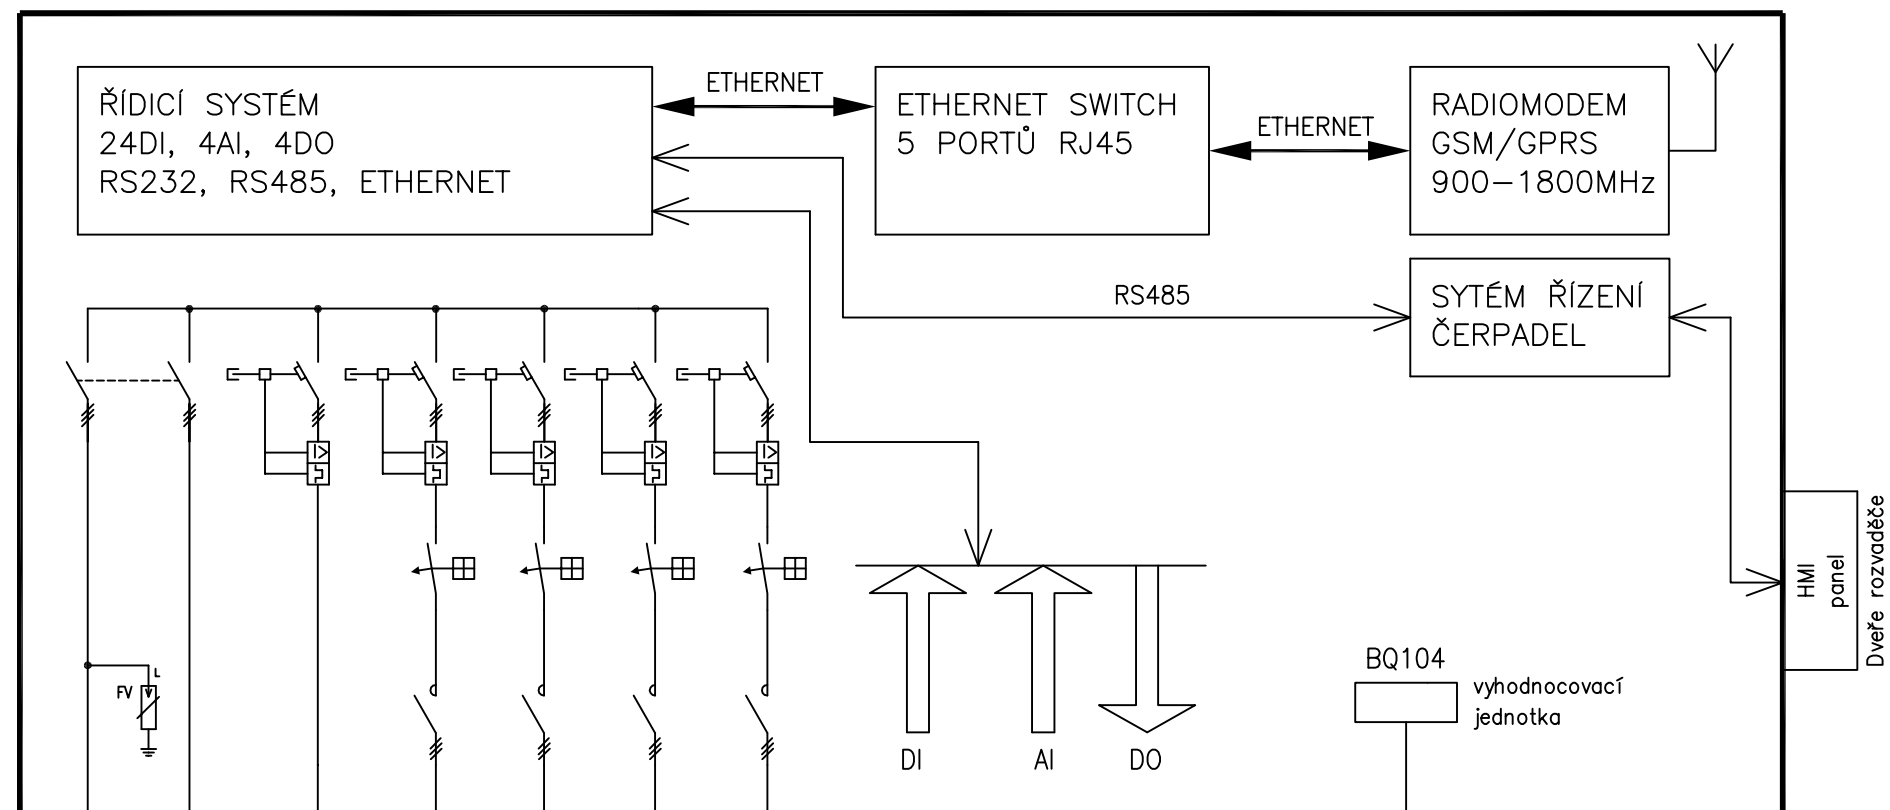 ŘÍDICÍ SYSTÉM
24DI, 4AI, 4DO
RS232, RS485, ETHERNET
ETHERNET
ETHERNET SWITCH
5 PORTŮ RJ45
ETHERNET
RADIOMODEM
GSM/GPRS
900-1800MHz
RS485
SYTÉM ŘÍZENÍ
ČERPADEL
HMI
panel
Dveře rozvaděče
FV
L
DI
AI
DO
BQ104
vyhodnocovací
jednotka